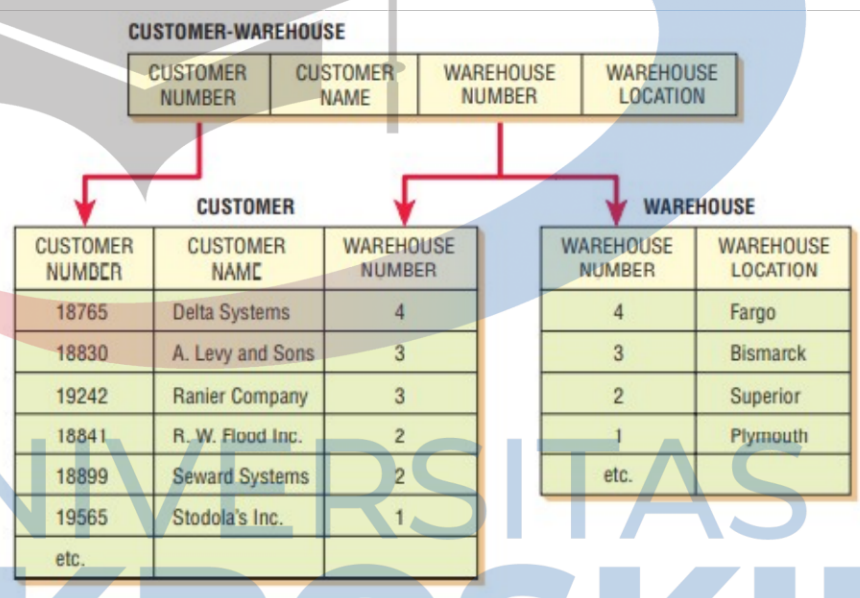 CUSTOMER-WAREHOUSE
CUSTOMER NUMBER | CUSTOMER NAME | WAREHOUSE NUMBER | WAREHOUSE LOCATION
CUSTOMER
CUSTOMER NUMBER | CUSTOMER NAME | WAREHOUSE NUMBER
18765 | Delta Systems | 4
18830 | A. Levy and Sons | 3
19242 | Ranier Company | 3
18841 | R. W. Flood Inc. | 2
18899 | Seward Systems | 2
19565 | Stodola's Inc. | 1
etc.
WAREHOUSE
WAREHOUSE NUMBER | WAREHOUSE LOCATION
4 | Fargo
3 | Bismarck
2 | Superior
1 | Plymouth
etc.
UNIVERSITAS